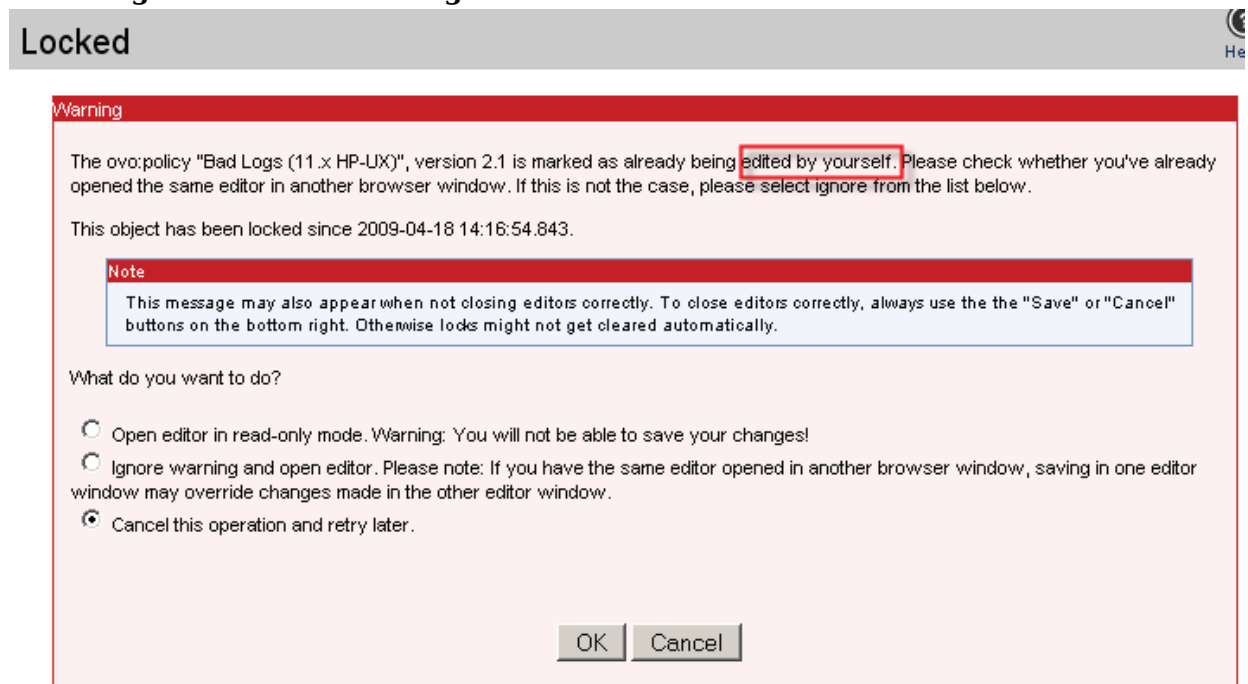 Locked
Warning
The ovo:policy "Bad Logs (11.x HP-UX)", version 2.1 is marked as already being edited by yourself. Please check whether you've already
opened the same editor in another browser window. If this is not the case, please select ignore from the list below.
This object has been locked since 2009-04-18 14:16:54.843.
Note
This message may also appear when not closing editors correctly. To close editors correctly, always use the the "Save" or "Cancel"
buttons on the bottom right. Otherwise locks might not get cleared automatically.
What do you want to do?
Open editor in read-only mode. Warning: You will not be able to save your changes!
Ignore warning and open editor. Please note: If you have the same editor opened in another browser window, saving in one editor
window may override changes made in the other editor window.
Cancel this operation and retry later.
OK Cancel